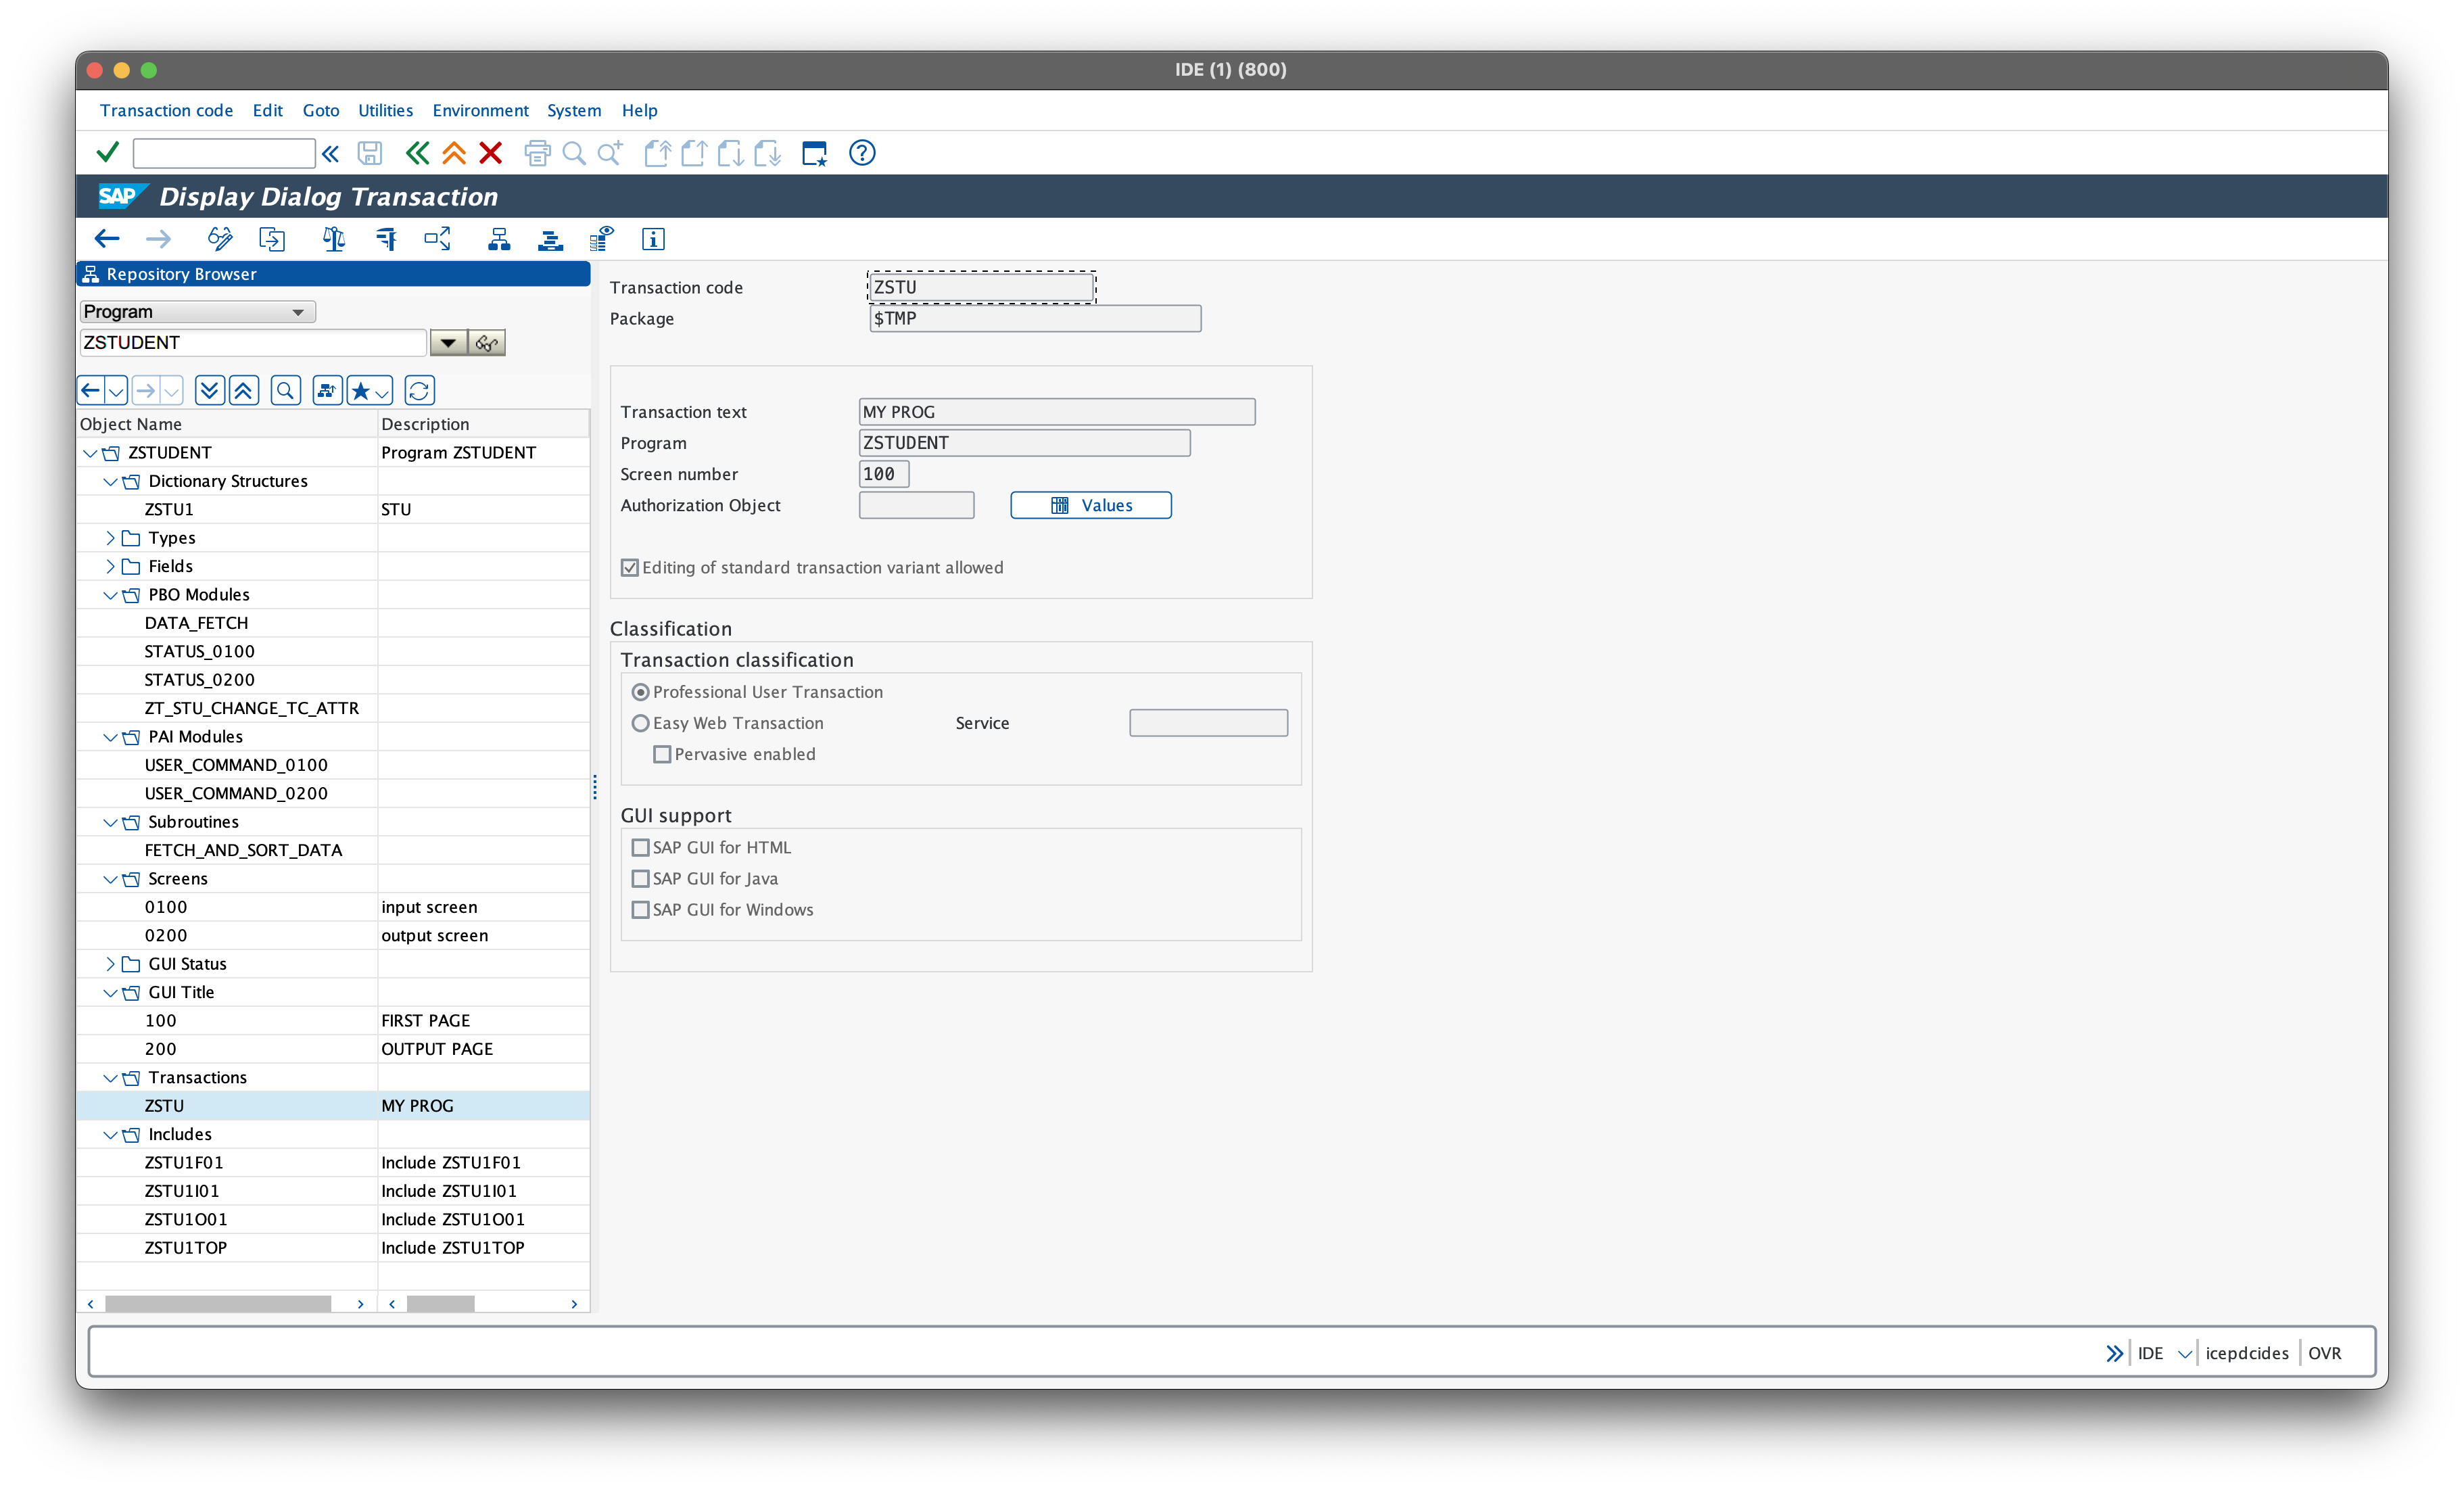 IDE (1) (800)
Transaction code Edit Goto Utilities Environment System Help
SAP Display Dialog Transaction
Repository Browser
Program
ZSTUDENT
Object Name Description
ZSTUDENT Program ZSTUDENT
Dictionary Structures
ZSTU1 STU
Types
Fields
PBO Modules
DATA_FETCH
STATUS_0100
STATUS_0200
ZT_STU_CHANGE_TC_ATTR
PAI Modules
USER_COMMAND_0100
USER_COMMAND_0200
Subroutines
FETCH_AND_SORT_DATA
Screens
0100 input screen
0200 output screen
GUI Status
GUI Title
100 FIRST PAGE
200 OUTPUT PAGE
Transactions
ZSTU MY PROG
Includes
ZSTU1F01 Include ZSTU1F01
ZSTU1I01 Include ZSTU1I01
ZSTU1O01 Include ZSTU1O01
ZSTU1TOP Include ZSTU1TOP
Transaction code ZSTU
Package $TMP
Transaction text MY PROG
Program ZSTUDENT
Screen number 100
Authorization Object Values
Editing of standard transaction variant allowed
Classification
Transaction classification
Professional User Transaction
Easy Web Transaction Service
Pervasive enabled
GUI support
SAP GUI for HTML
SAP GUI for Java
SAP GUI for Windows
IDE icepdcides OVR